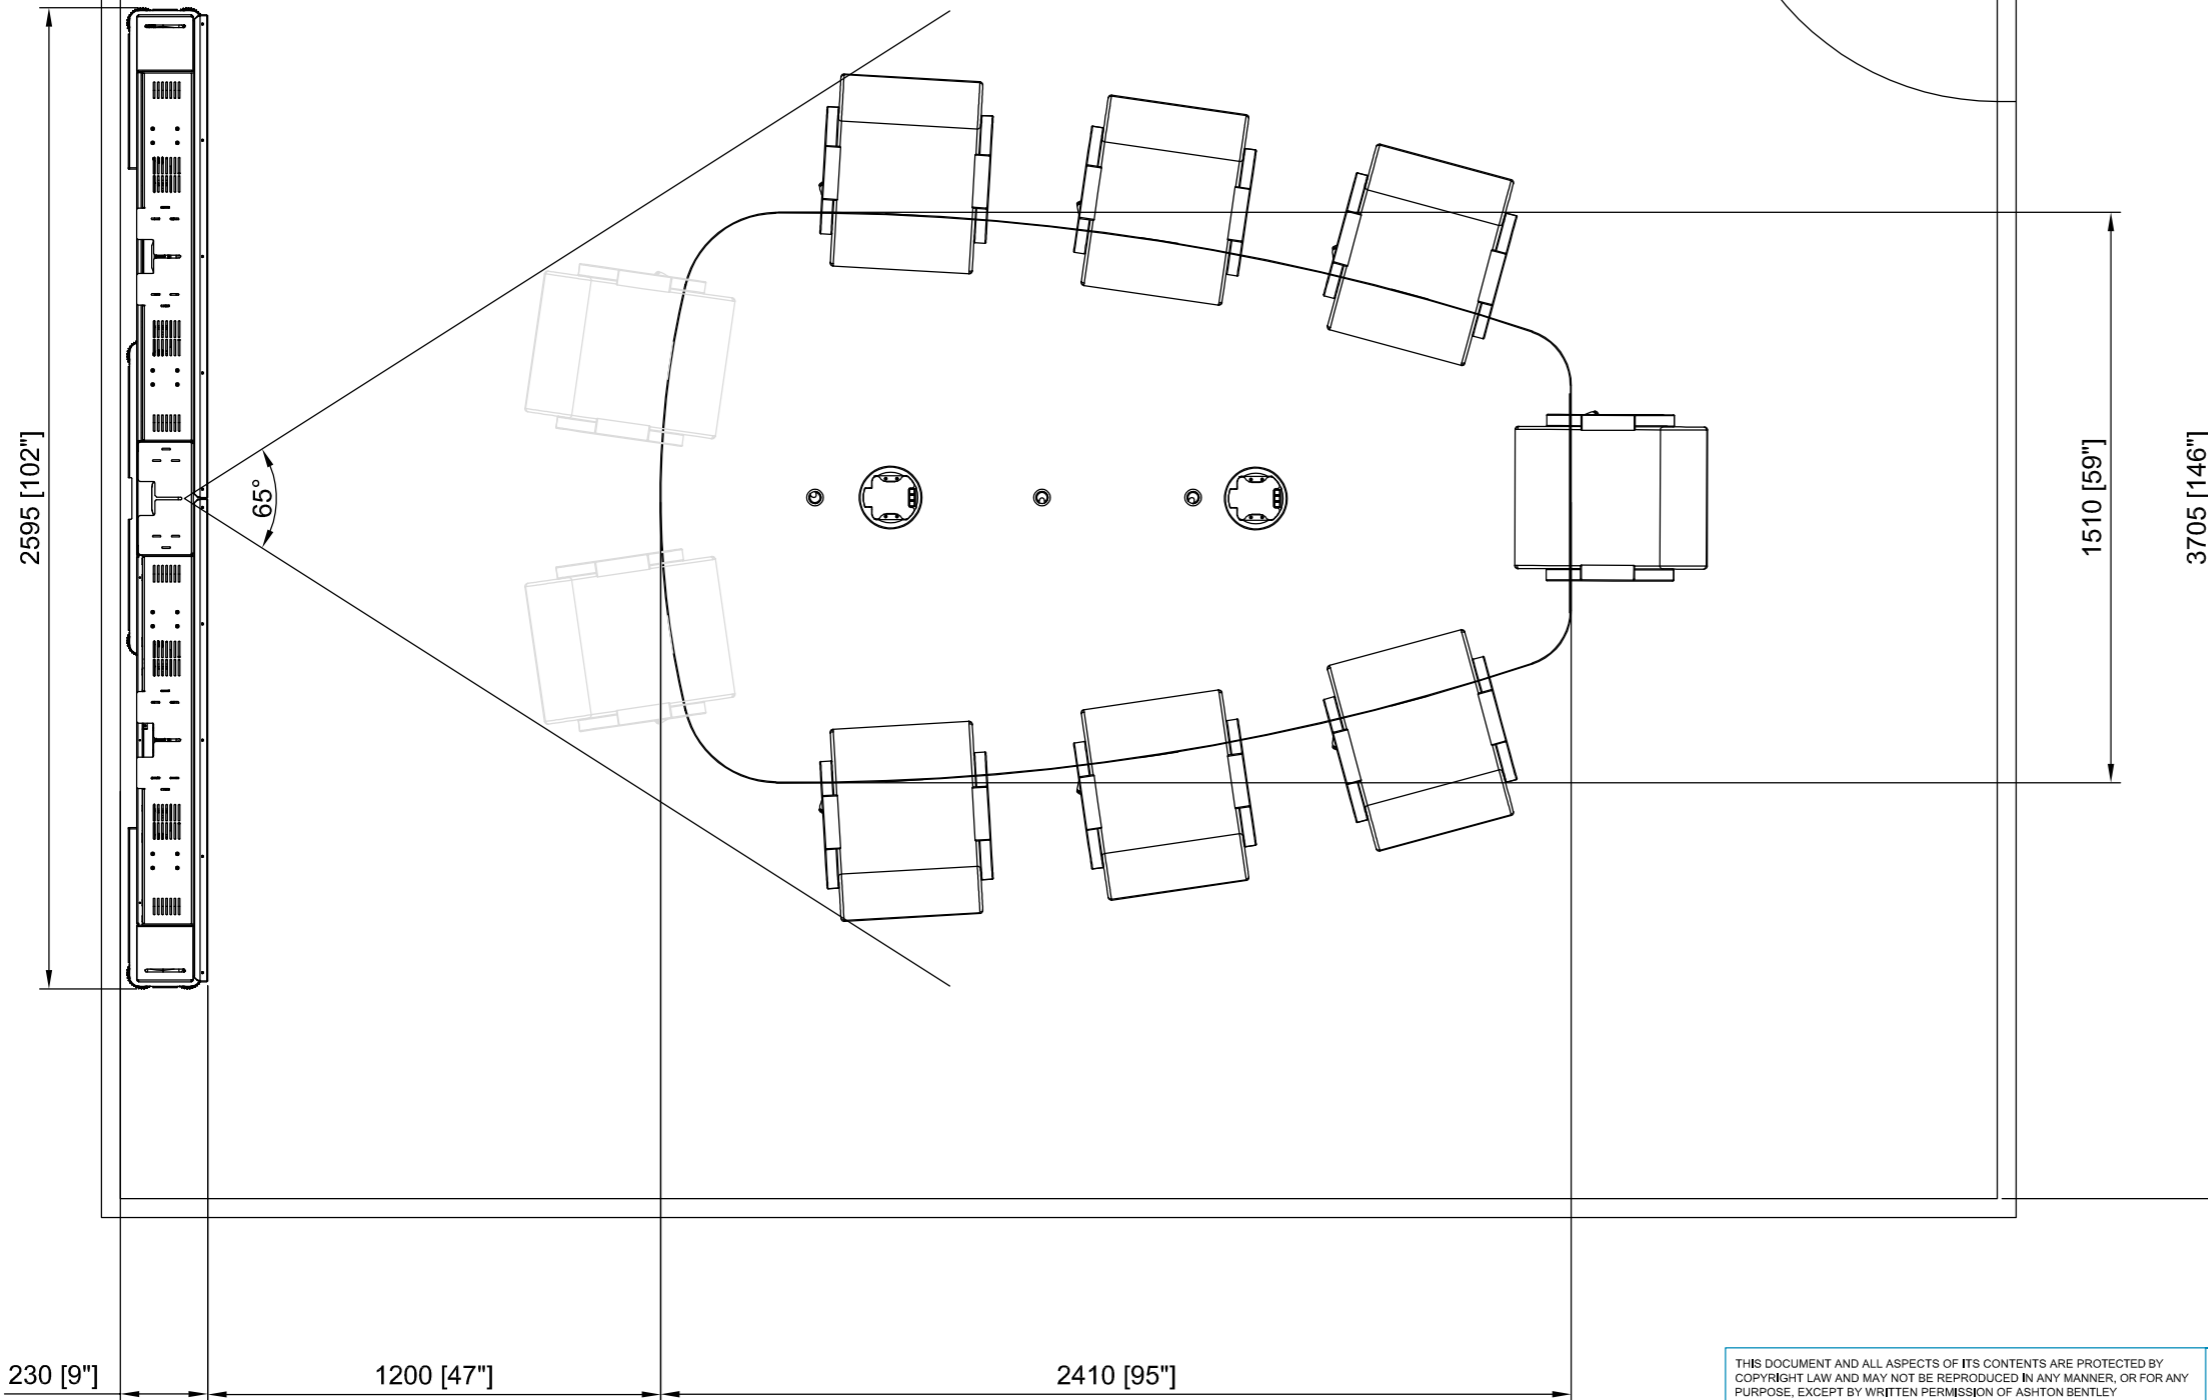 2595 [102"]
65°
1510 [59"]
3705 [146"]
230 [9"]
1200 [47"]
2410 [95"]
THIS DOCUMENT AND ALL ASPECTS OF ITS CONTENTS ARE PROTECTED BY
COPYRIGHT LAW AND MAY NOT BE REPRODUCED IN ANY MANNER, OR FOR ANY
PURPOSE, EXCEPT BY WRITTEN PERMISSION OF ASHTON BENTLEY